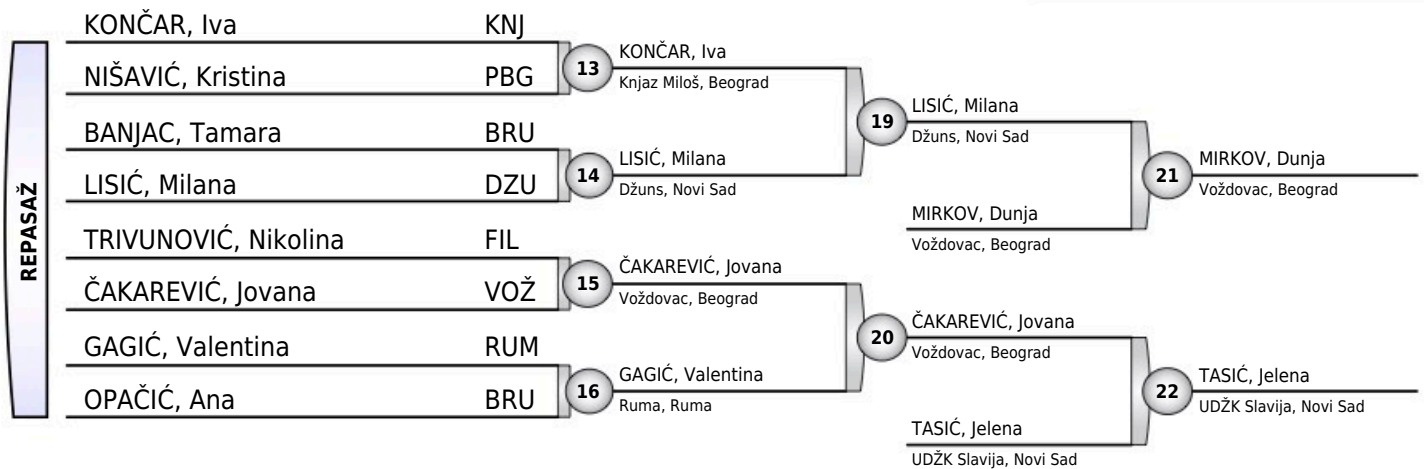 REPASAŽ
KONČAR, Iva KNJ
NIŠAVIĆ, Kristina PBG
BANJAC, Tamara BRU
LISIĆ, Milana DZU
TRIVUNOVIĆ, Nikolina FIL
ČAKAREVIĆ, Jovana VOŽ
GAGIĆ, Valentina RUM
OPAČIĆ, Ana BRU
13
KONČAR, Iva
Knjaz Miloš, Beograd
14
LISIĆ, Milana
Džuns, Novi Sad
15
ČAKAREVIĆ, Jovana
Voždovac, Beograd
16
GAGIĆ, Valentina
Ruma, Ruma
19
LISIĆ, Milana
Džuns, Novi Sad
MIRKOV, Dunja
Voždovac, Beograd
20
ČAKAREVIĆ, Jovana
Voždovac, Beograd
TASIĆ, Jelena
UDŽK Slavija, Novi Sad
21
MIRKOV, Dunja
Voždovac, Beograd
22
TASIĆ, Jelena
UDŽK Slavija, Novi Sad